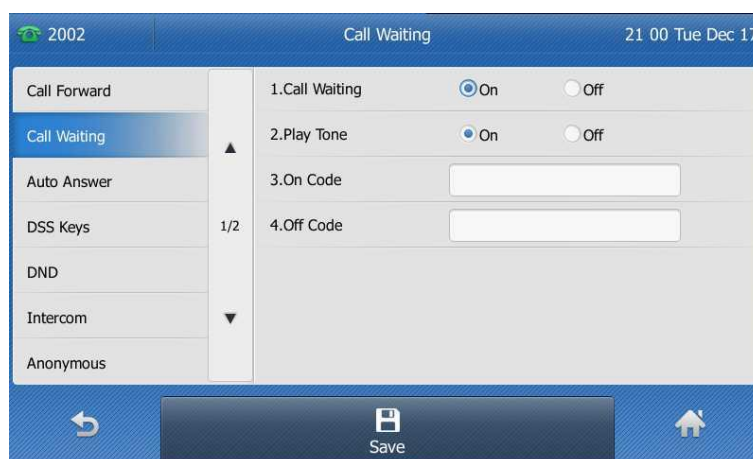 2002 Call Waiting 21 00 Tue Dec 17
Call Forward
Call Waiting
Auto Answer
DSS Keys
DND
Intercom
Anonymous
1/2
1.Call Waiting On Off
2.Play Tone On Off
3.On Code
4.Off Code
Save